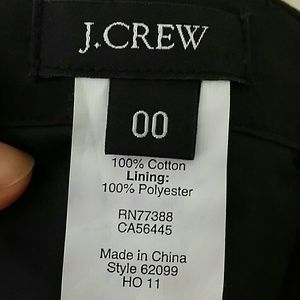 J.CREW
00
100% Cotton
Lining:
100% Polyester
RN77388
CA56445
Made in China
Style 62099
HO 11